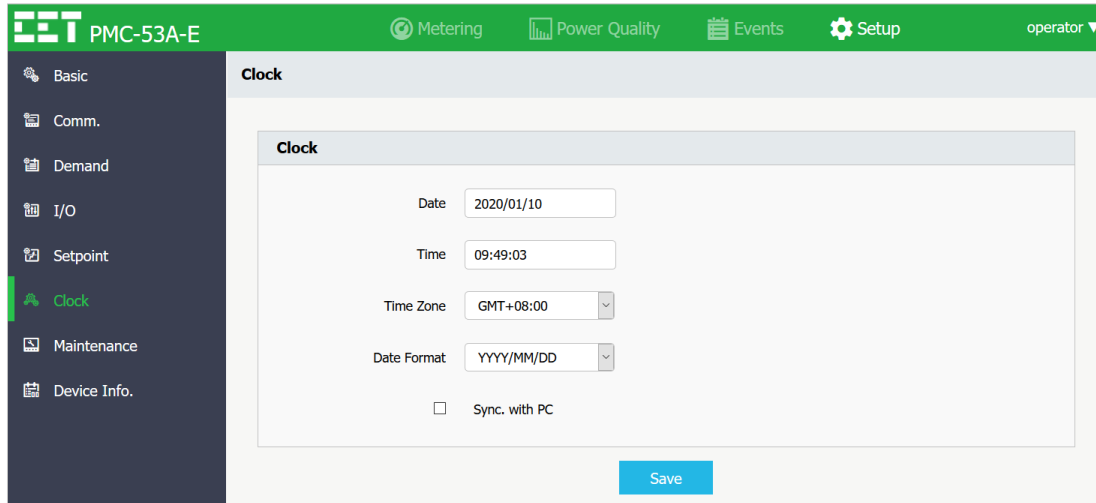 CET PMC-53A-E Metering Power Quality Events Setup operator
Basic
Comm.
Demand
I/O
Setpoint
Clock
Maintenance
Device Info.
Clock
Clock
Date 2020/01/10
Time 09:49:03
Time Zone GMT+08:00
Date Format YYYY/MM/DD
Sync. with PC
Save